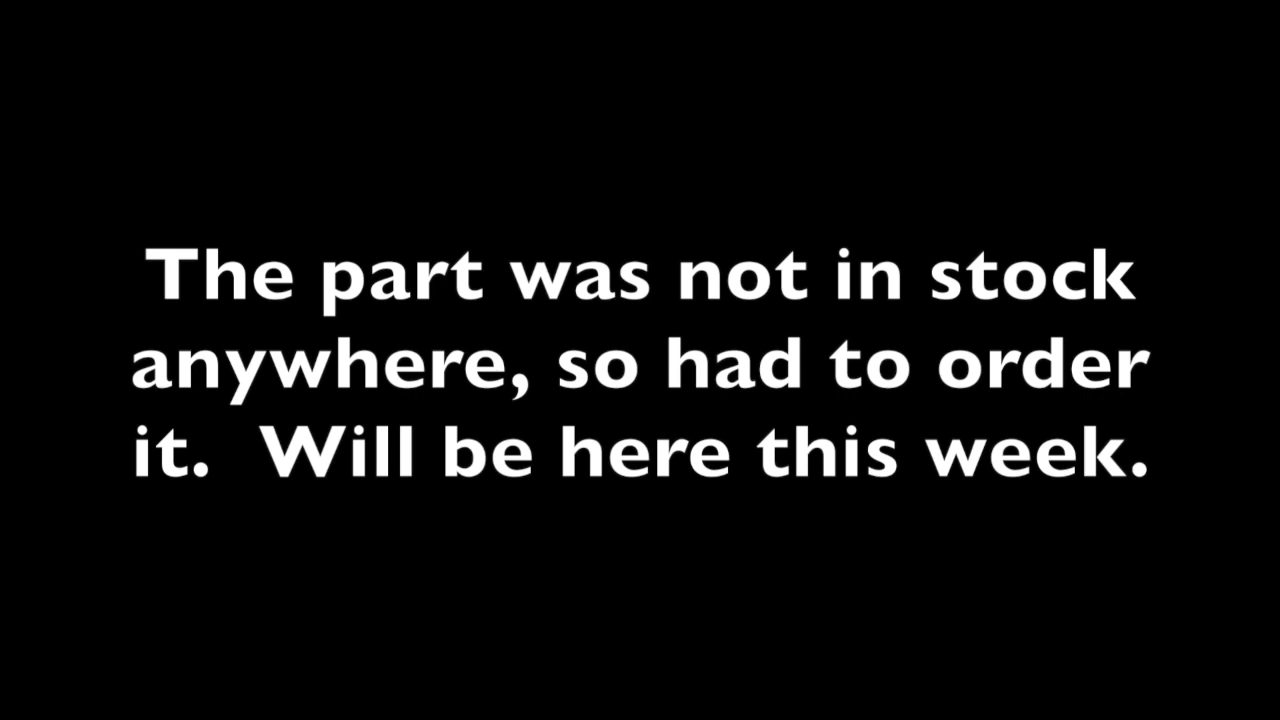 The part was not in stock
anywhere, so had to order
it.  Will be here this week.